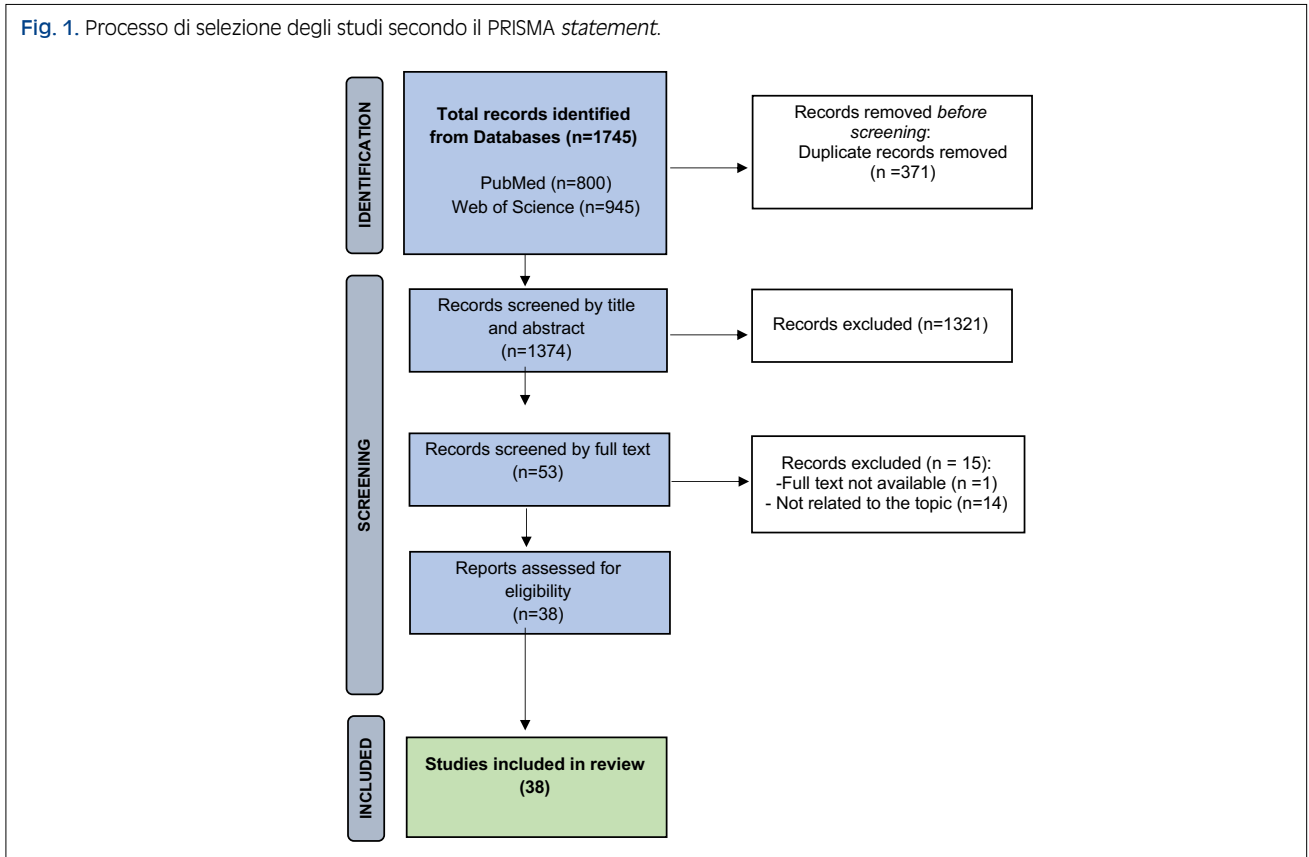 Fig. 1. Processo di selezione degli studi secondo il PRISMA statement.
IDENTIFICATION
Total records identified
from Databases (n=1745)
PubMed (n=800)
Web of Science (n=945)
Records removed before
screening:
Duplicate records removed
(n =371)
SCREENING
Records screened by title
and abstract
(n=1374)
Records excluded (n=1321)
Records screened by full text
(n=53)
Records excluded (n = 15):
-Full text not available (n =1)
- Not related to the topic (n=14)
Reports assessed for
eligibility
(n=38)
INCLUDED
Studies included in review
(38)